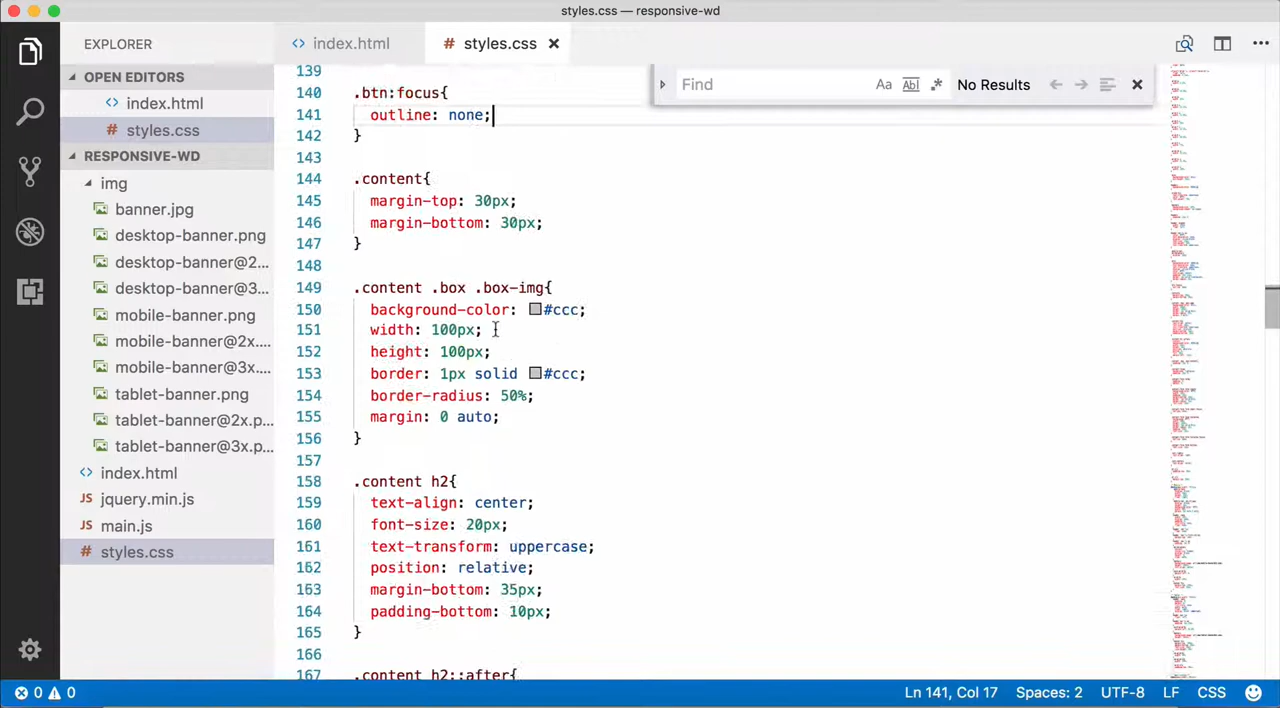 styles.css — responsive-wd
EXPLORER
OPEN EDITORS
index.html
styles.css
RESPONSIVE-WD
img
banner.jpg
desktop-banner.png
desktop-banner@2...
desktop-banner@3...
mobile-banner.png
mobile-banner@2x....
mobile-banner@3x....
tablet-banner.png
tablet-banner@2x.p...
tablet-banner@3x.p...
index.html
JS jquery.min.js
JS main.js
# styles.css
<> index.html
# styles.css
Find
Aa
Abl
No Results
139
140 .btn:focus{
141 outline: none;
142 }
143
144 .content{
145 margin-top: 30px;
146 margin-bottom: 30px;
147 }
148
149 .content .box .box-img{
150 background-color: #ccc;
151 width: 100px;
152 height: 100px;
153 border: 1px solid #ccc;
154 border-radius: 50%;
155 margin: 0 auto;
156 }
157
158 .content h2{
159 text-align: center;
160 font-size: 20px;
161 text-transform: uppercase;
162 position: relative;
163 margin-bottom: 35px;
164 padding-bottom: 10px;
165 }
166
167 .content h2::after{
0 0
Ln 141, Col 17 Spaces: 2 UTF-8 LF CSS